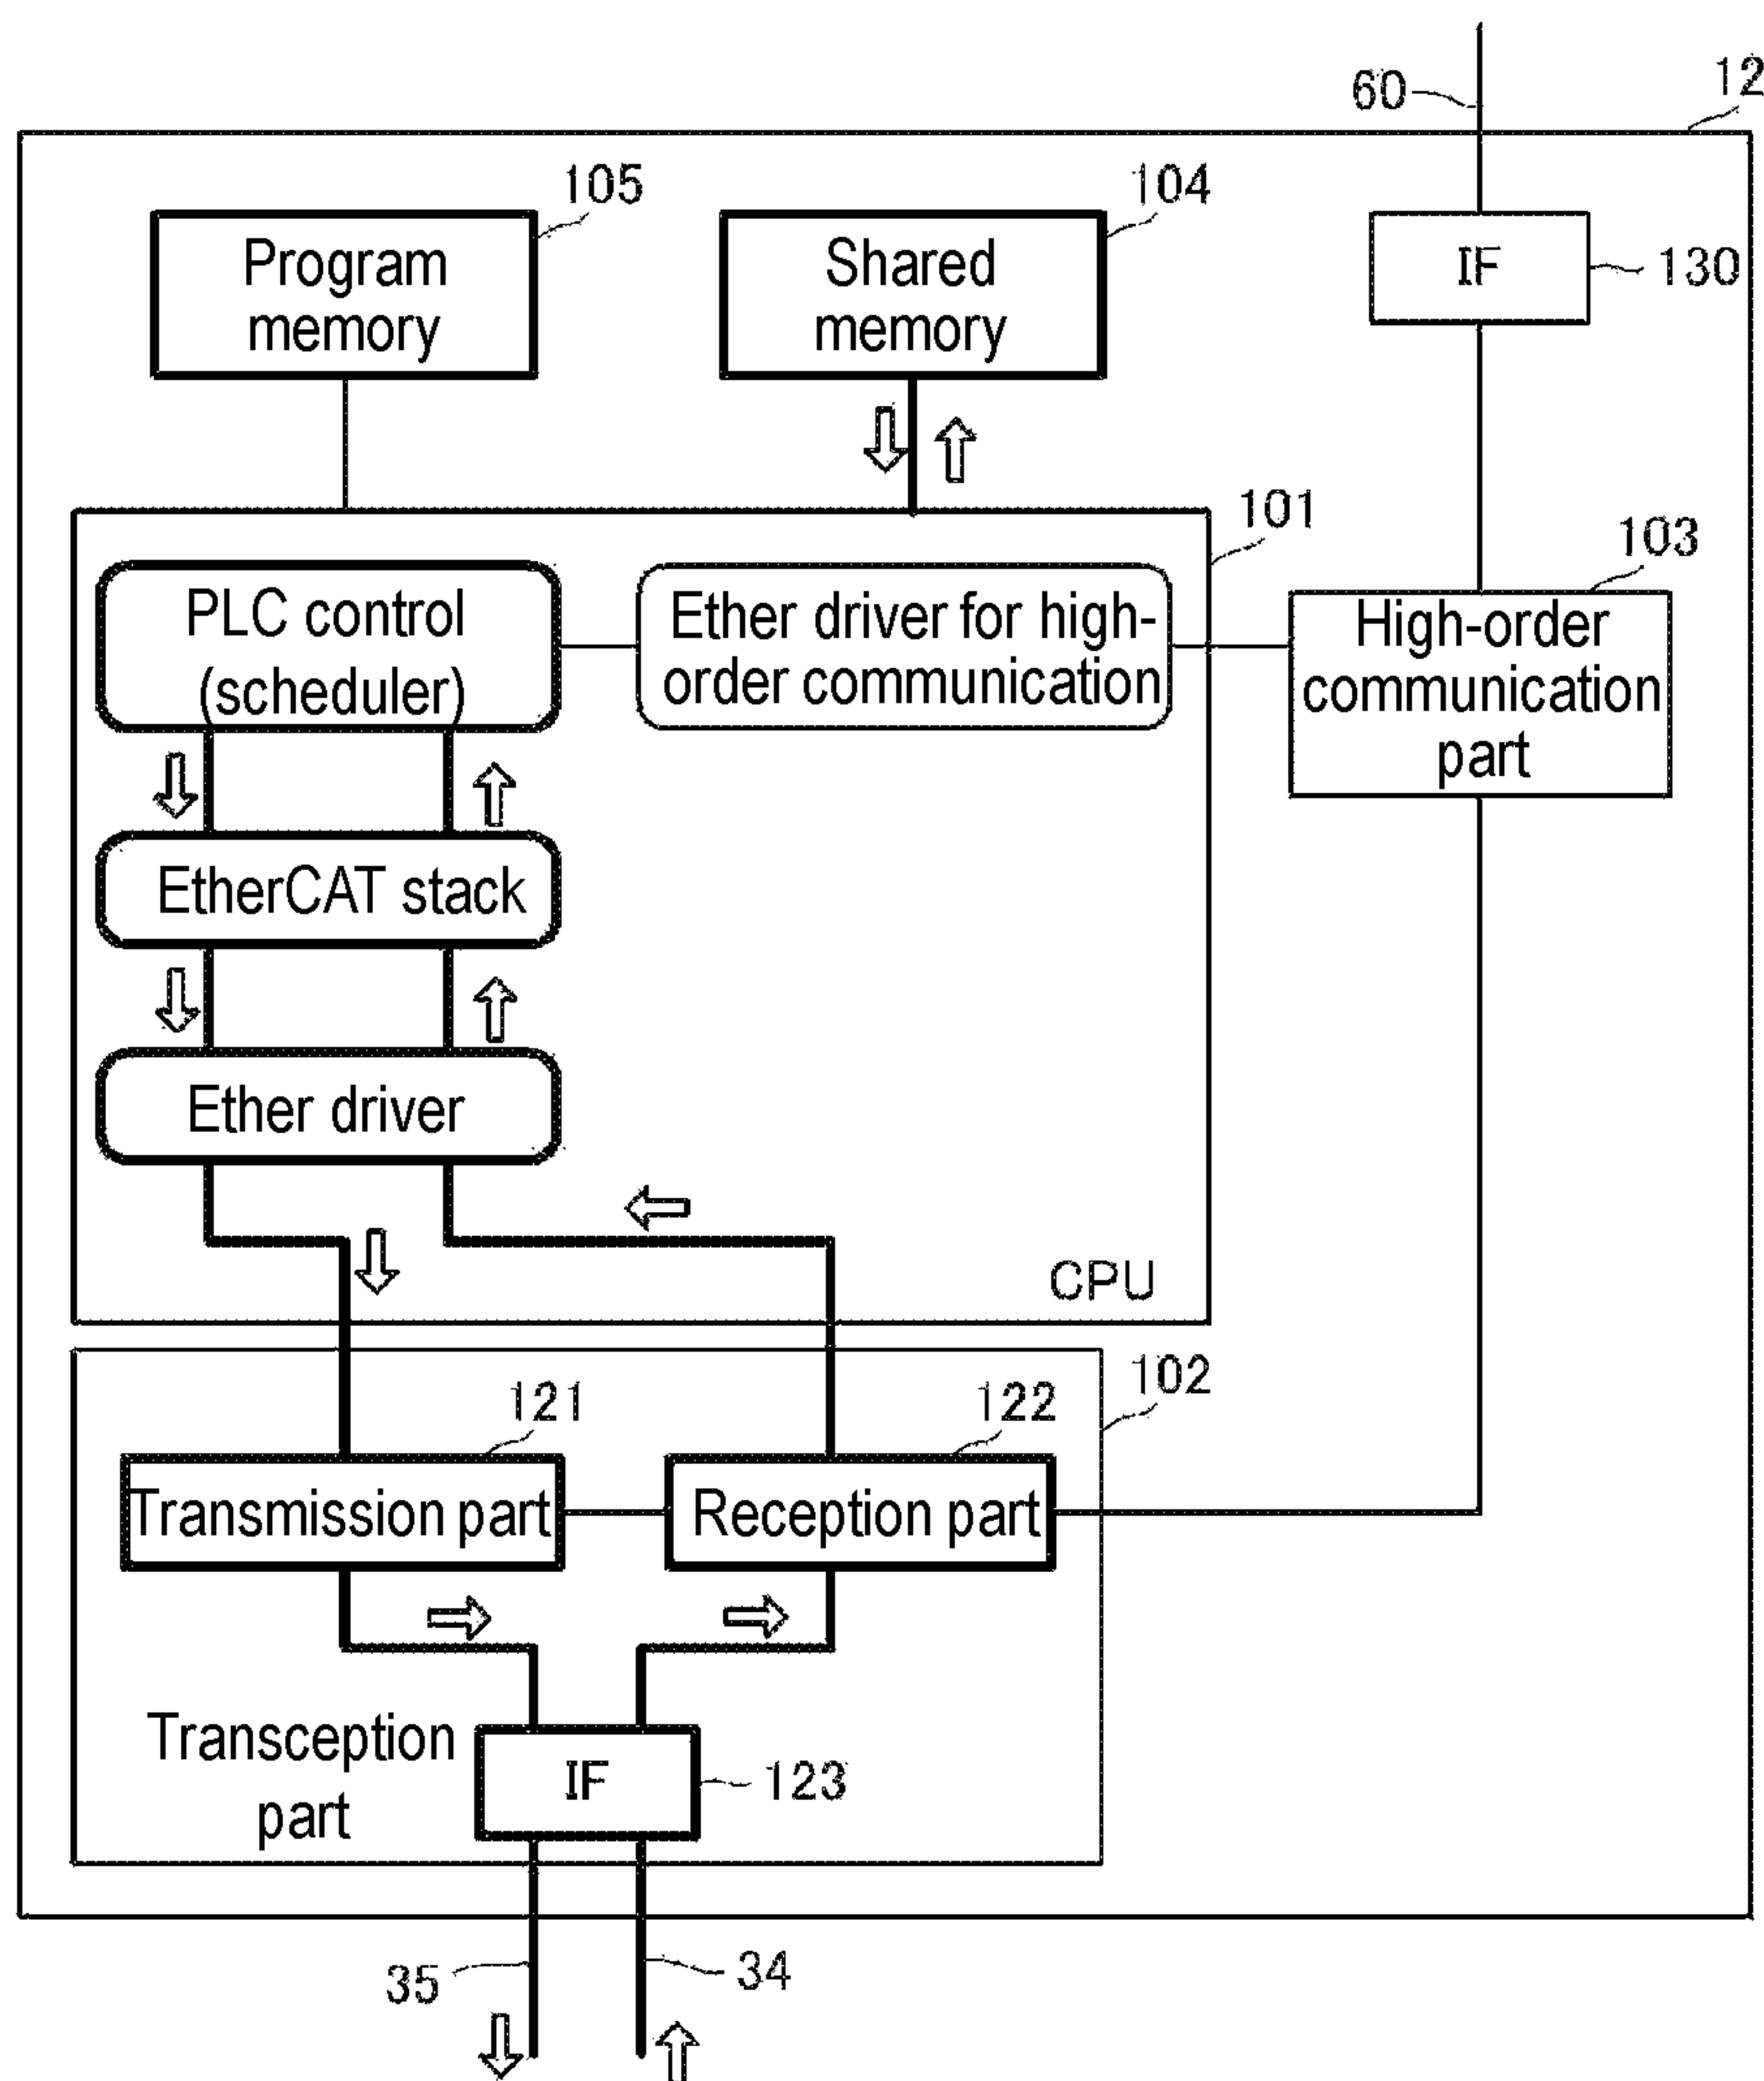 60
12
105
104
Program
memory
Shared
memory
IF
130
101
103
PLC control
(scheduler)
Ether driver for high-
order communication
High-order
communication
part
EtherCAT stack
Ether driver
CPU
102
121
122
Transmission part
Reception part
Transception
part
IF
123
35
34